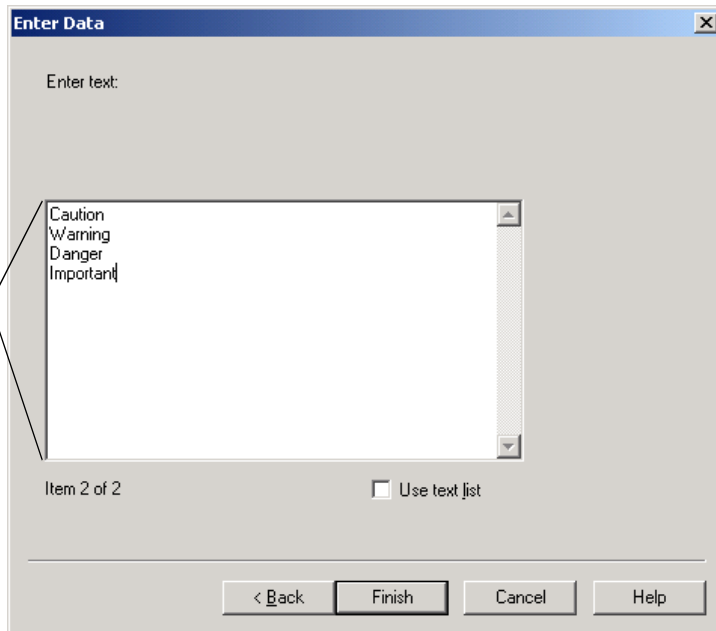 Enter Data
Enter text:
Caution
Warning
Danger
Important
Item 2 of 2
Use text list
< Back
Finish
Cancel
Help